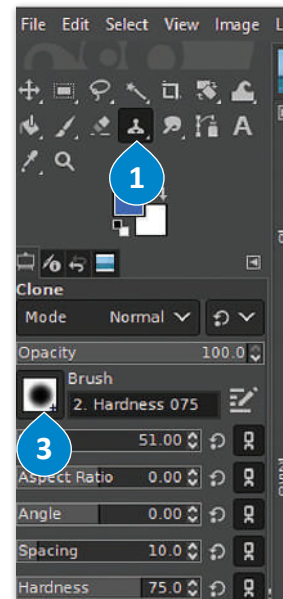 File Edit Select View Image
1
Clone
Mode Normal
Opacity 100.0
Brush
2. Hardness 075
3
51.00
Aspect Ratio 0.00
Angle 0.00
Spacing 10.0
Hardness 75.0